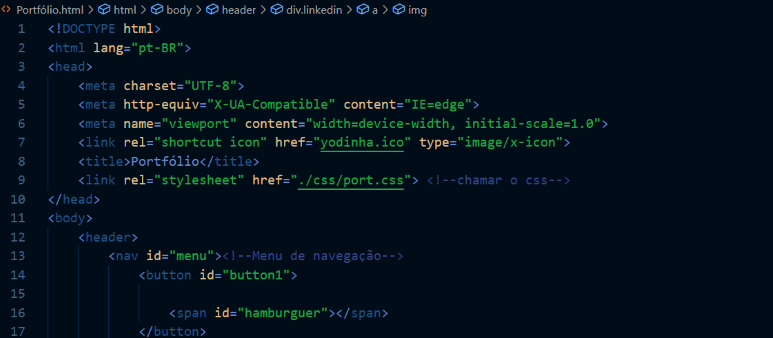 Portfólio.html > html > body > header > div.linkedin > a > img
1 <!DOCTYPE html>
2 <html lang="pt-BR">
3 <head>
4 <meta charset="UTF-8">
5 <meta http-equiv="X-UA-Compatible" content="IE=edge">
6 <meta name="viewport" content="width=device-width, initial-scale=1.0">
7 <link rel="shortcut icon" href="yodinha.ico" type="image/x-icon">
8 <title>Portfólio</title>
9 <link rel="stylesheet" href="./css/port.css"> <!--chamar o css-->
10 </head>
11 <body>
12 <header>
13 <nav id="menu"><!--Menu de navegação-->
14 <button id="button1">
15
16 <span id="hamburguer"></span>
17 </button>